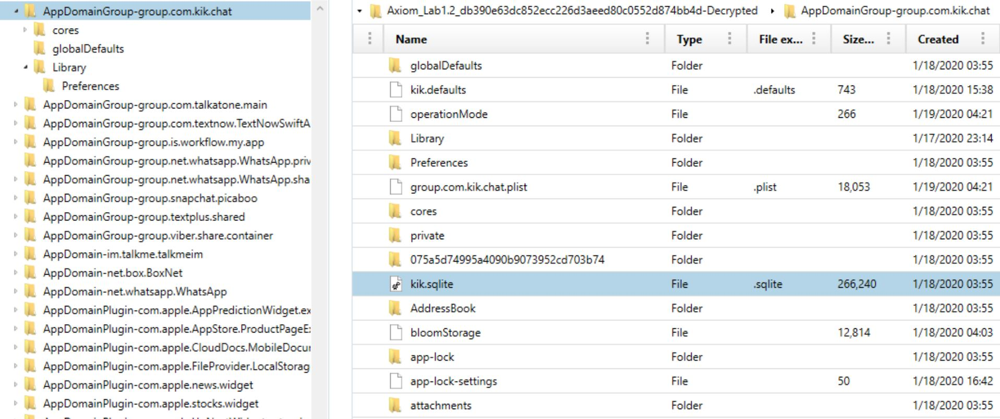 AppDomainGroup-group.com.kik.chat
cores
globalDefaults
Library
Preferences
AppDomainGroup-group.com.talkatone.main
AppDomainGroup-group.com.textnow.TextNowSwiftA
AppDomainGroup-group.is.workflow.my.app
AppDomainGroup-group.net.whatsapp.WhatsApp.priv
AppDomainGroup-group.net.whatsapp.WhatsApp.sha
AppDomainGroup-group.snapchat.picaboo
AppDomainGroup-group.textplus.shared
AppDomainGroup-group.viber.share.container
AppDomain-im.talkme.talkmeim
AppDomain-net.box.BoxNet
AppDomain-net.whatsapp.WhatsApp
AppDomainPlugin-com.apple.AppPredictionWidget.ex
AppDomainPlugin-com.apple.AppStore.ProductPageEx
AppDomainPlugin-com.apple.CloudDocs.MobileDocur
AppDomainPlugin-com.apple.FileProvider.LocalStorag
AppDomainPlugin-com.apple.news.widget
AppDomainPlugin-com.apple.stocks.widget
Axiom_Lab1.2_db390e63dc852ecc226d3aeed80c0552d874bb4d-Decrypted AppDomainGroup-group.com.kik.chat
Name Type File ex... Size... Created
globalDefaults Folder 1/18/2020 03:55
kik.defaults File .defaults 743 1/18/2020 15:38
operationMode File 266 1/19/2020 04:21
Library Folder 1/17/2020 23:14
Preferences Folder 1/18/2020 03:55
group.com.kik.chat.plist File .plist 18,053 1/19/2020 04:21
cores Folder 1/18/2020 03:55
private Folder 1/18/2020 03:55
075a5d74995a4090b9073952cd703b74 Folder 1/18/2020 03:55
kik.sqlite File .sqlite 266,240 1/18/2020 03:55
AddressBook Folder 1/18/2020 03:55
bloomStorage File 12,814 1/18/2020 04:03
app-lock Folder 1/18/2020 03:55
app-lock-settings File 50 1/18/2020 16:42
attachments Folder 1/18/2020 03:55